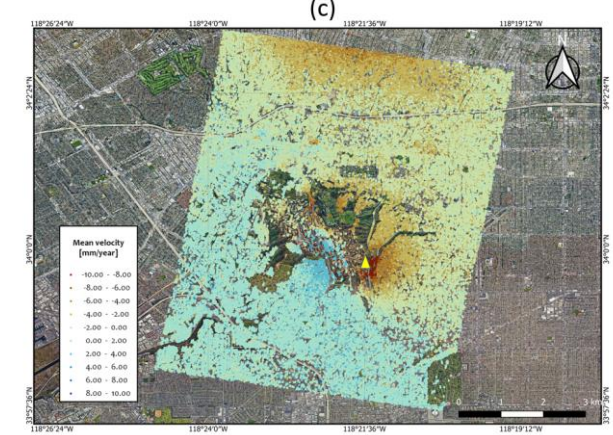 (c)
118°26'24"W 118°24'0"W 118°21'36"W 118°19'12"W
34°2'24"N 34°2'24"N
N
34°0'0"N 34°0'0"N
Mean velocity
[mm/year]
-10.00 - -8.00
-8.00 - -6.00
-6.00 - -4.00
-4.00 - -2.00
-2.00 - 0.00
0.00 - 2.00
2.00 - 4.00
4.00 - 6.00
6.00 - 8.00
8.00 - 10.00
0 1 2 3 km
33°57'36"N 33°57'36"N
118°26'24"W 118°24'0"W 118°21'36"W 118°19'12"W